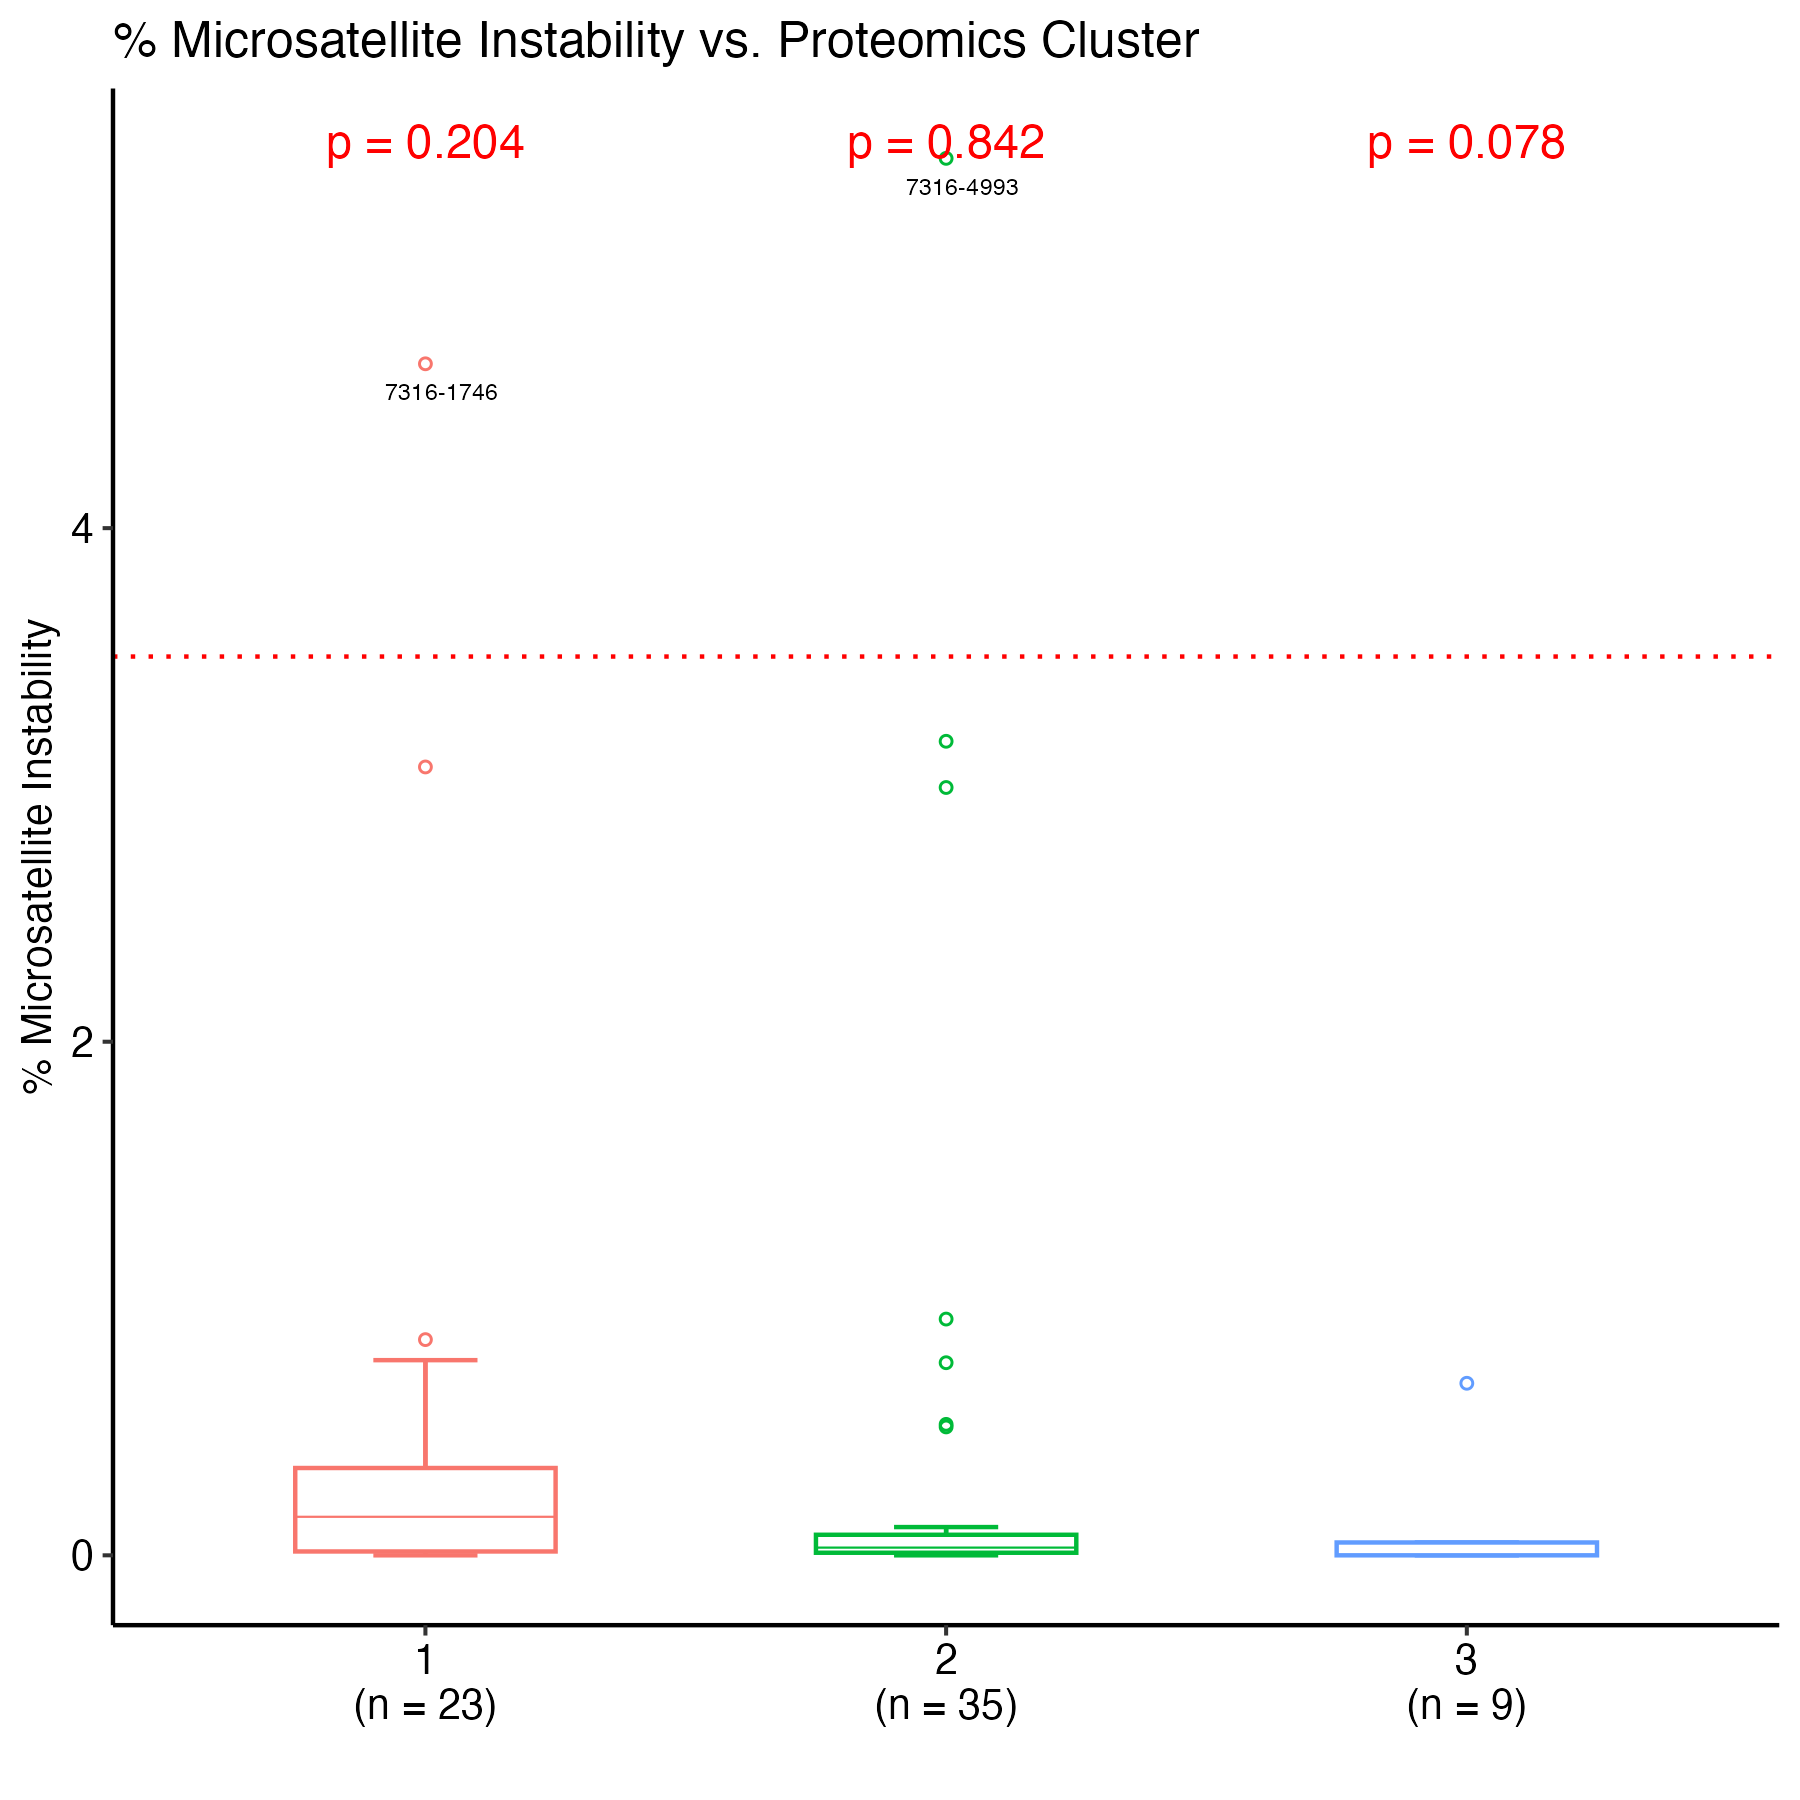 % Microsatellite Instability vs. Proteomics Cluster
p = 0.204
p = 0.842
p = 0.078
7316-4993
7316-1746
% Microsatellite Instability
4
2
0
1
(n = 23)
2
(n = 35)
3
(n = 9)